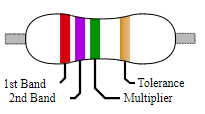 1st Band
Tolerance
2nd Band
Multiplier